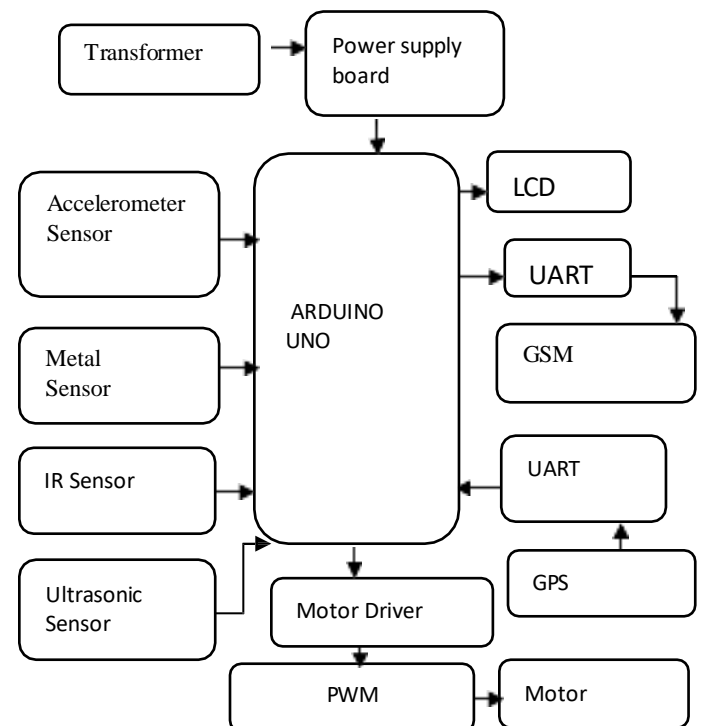 Transformer
Power supply
board
Accelerometer
Sensor
LCD
UART
ARDUINO
UNO
GSM
Metal
Sensor
IR Sensor
UART
Ultrasonic
Sensor
GPS
Motor Driver
PWM
Motor